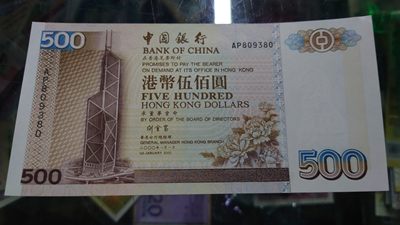 500
中國銀行
BANK OF CHINA
AP809380
PROMISES TO PAY THE BEARER
ON DEMAND AT ITS OFFICE IN HONG KONG
AP809380
港幣伍佰圓
FIVE HUNDRED
HONG KONG DOLLARS
BY ORDER OF THE BOARD OF DIRECTORS
GENERAL MANAGER HONG KONG BRANCH
500
500